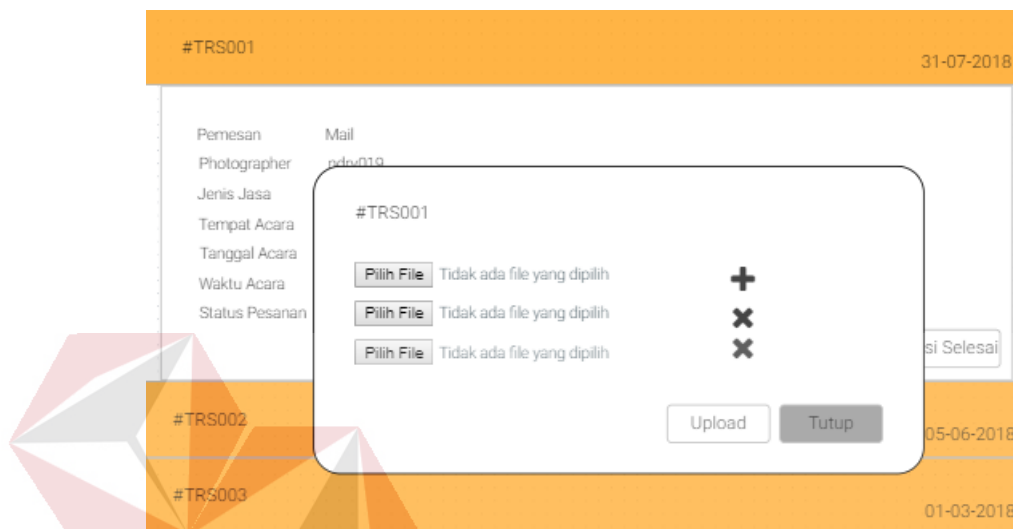 #TRS001
31-07-2018
Pemesan Mail
Photographer ndry019
Jenis Jasa
Tempat Acara
Tanggal Acara
Waktu Acara
Status Pesanan
#TRS001
Pilih File Tidak ada file yang dipilih
Pilih File Tidak ada file yang dipilih
Pilih File Tidak ada file yang dipilih
Upload Tutup
si Selesai
#TRS002
05-06-2018
#TRS003
01-03-2018